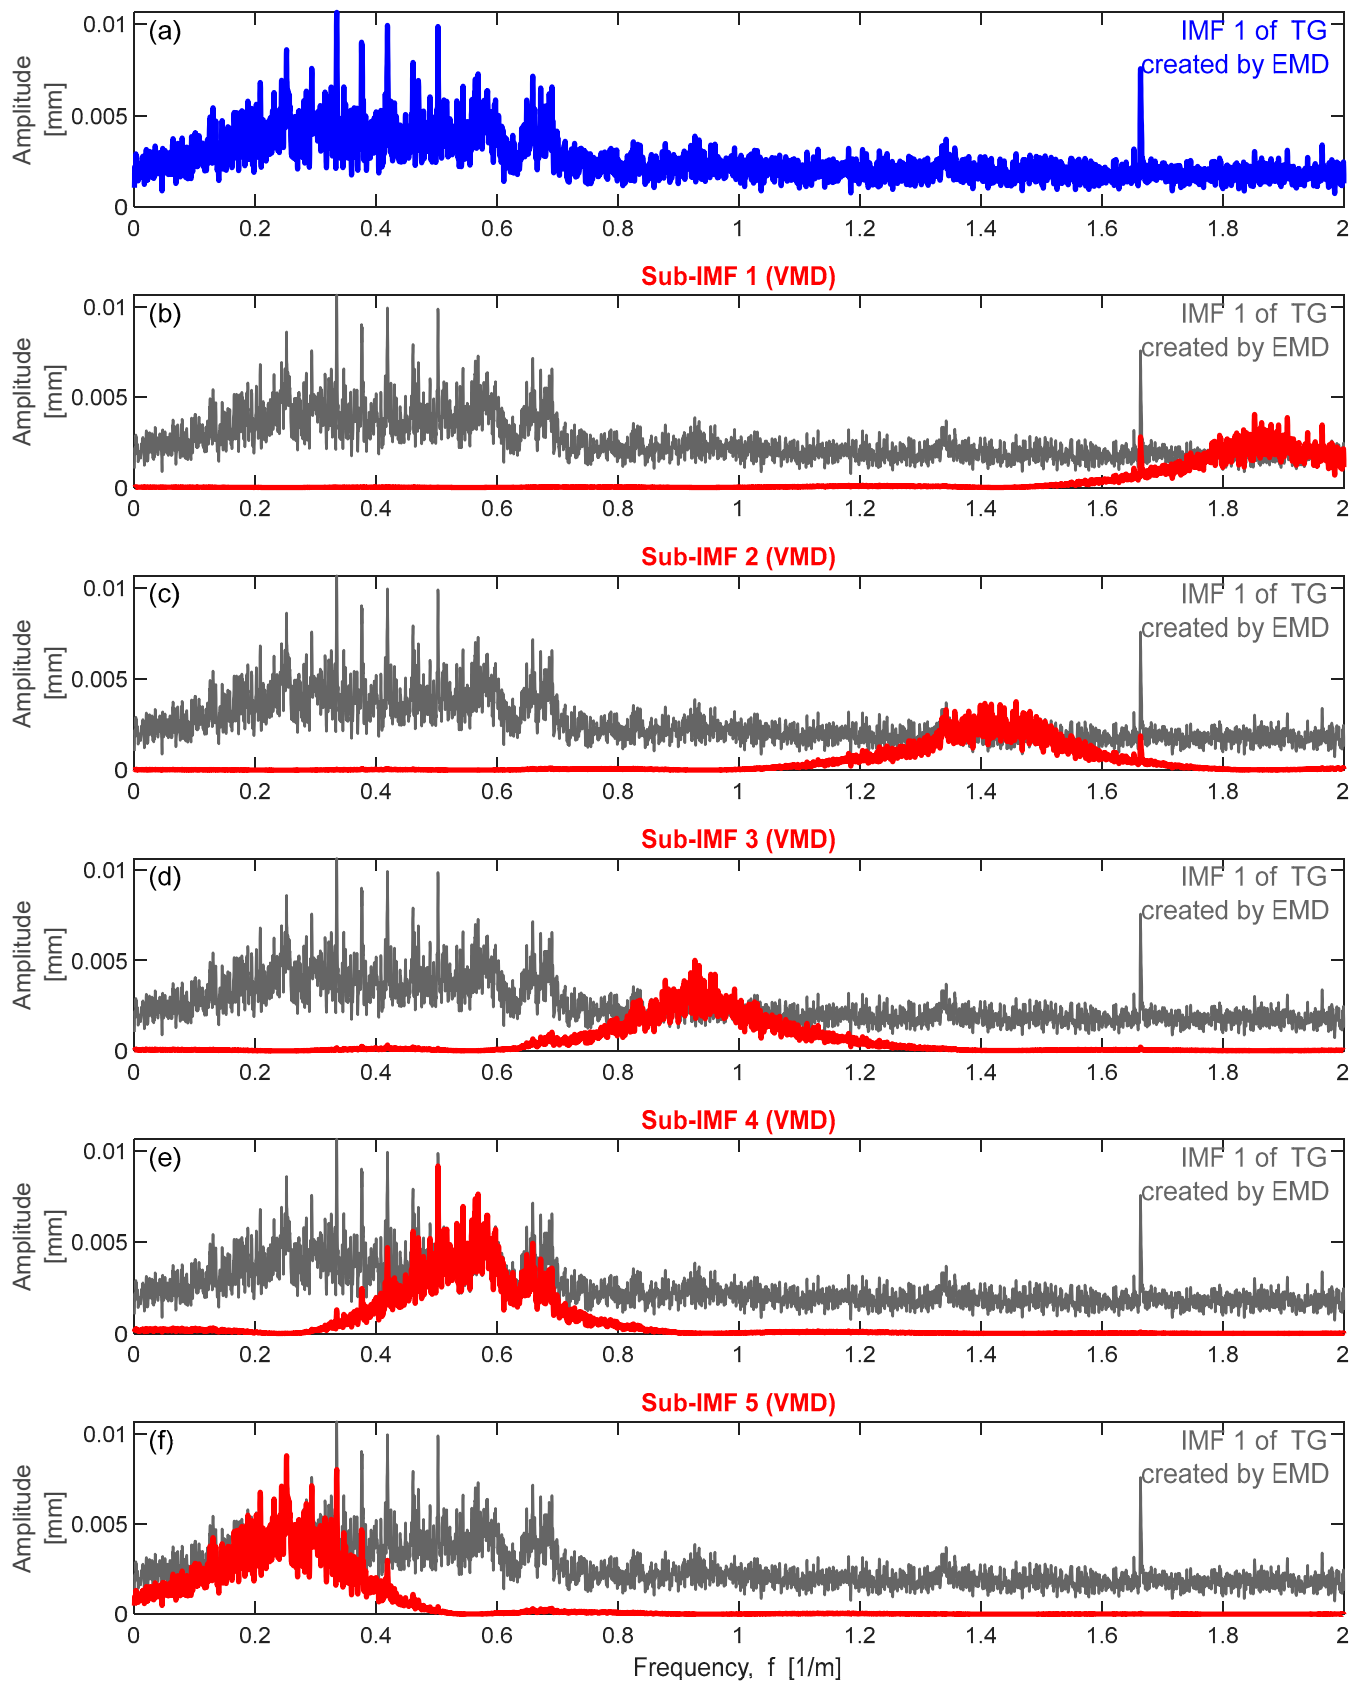 (a)
IMF 1 of TG
created by EMD
Amplitude
[mm]
0.01
0.005
0
0 0.2 0.4 0.6 0.8 1 1.2 1.4 1.6 1.8 2
Sub-IMF 1 (VMD)
(b)
IMF 1 of TG
created by EMD
Amplitude
[mm]
0.01
0.005
0
0 0.2 0.4 0.6 0.8 1 1.2 1.4 1.6 1.8 2
Sub-IMF 2 (VMD)
(c)
IMF 1 of TG
created by EMD
Amplitude
[mm]
0.01
0.005
0
0 0.2 0.4 0.6 0.8 1 1.2 1.4 1.6 1.8 2
Sub-IMF 3 (VMD)
(d)
IMF 1 of TG
created by EMD
Amplitude
[mm]
0.01
0.005
0
0 0.2 0.4 0.6 0.8 1 1.2 1.4 1.6 1.8 2
Sub-IMF 4 (VMD)
(e)
IMF 1 of TG
created by EMD
Amplitude
[mm]
0.01
0.005
0
0 0.2 0.4 0.6 0.8 1 1.2 1.4 1.6 1.8 2
Sub-IMF 5 (VMD)
(f)
IMF 1 of TG
created by EMD
Amplitude
[mm]
0.01
0.005
0
0 0.2 0.4 0.6 0.8 1 1.2 1.4 1.6 1.8 2
Frequency, f [1/m]